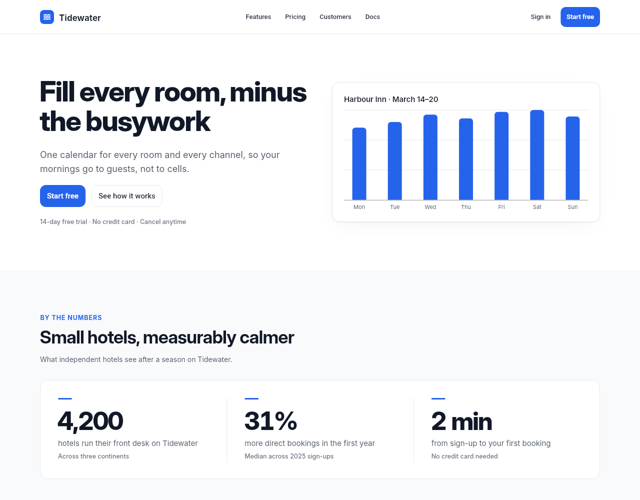 Tidewater
Features
Pricing
Customers
Docs
Sign in
Start free
Fill every room, minus
the busywork
One calendar for every room and every channel, so your
mornings go to guests, not to cells.
Start free
See how it works
14-day free trial · No credit card · Cancel anytime
Harbour Inn · March 14–20
Mon
Tue
Wed
Thu
Fri
Sat
Sun
BY THE NUMBERS
Small hotels, measurably calmer
What independent hotels see after a season on Tidewater.
4,200
hotels run their front desk on Tidewater
Across three continents
31%
more direct bookings in the first year
Median across 2025 sign-ups
2 min
from sign-up to your first booking
No credit card needed